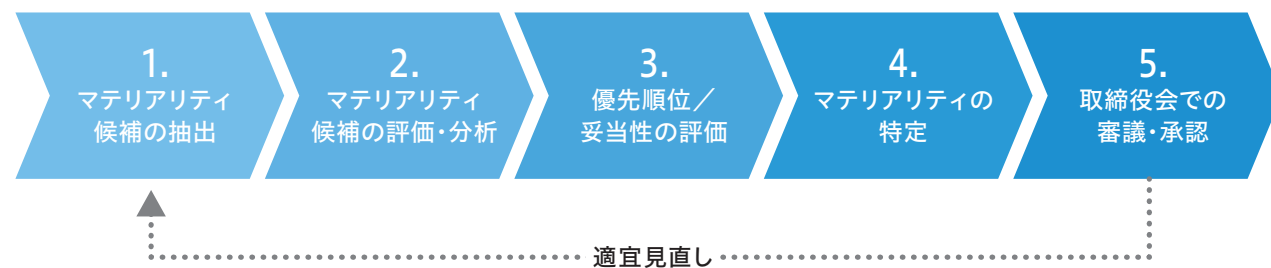 1.
マテリアリティ
候補の抽出
2.
マテリアリティ
候補の評価・分析
3.
優先順位／
妥当性の評価
4.
マテリアリティの
特定
5.
取締役会での
審議・承認
適宜見直し